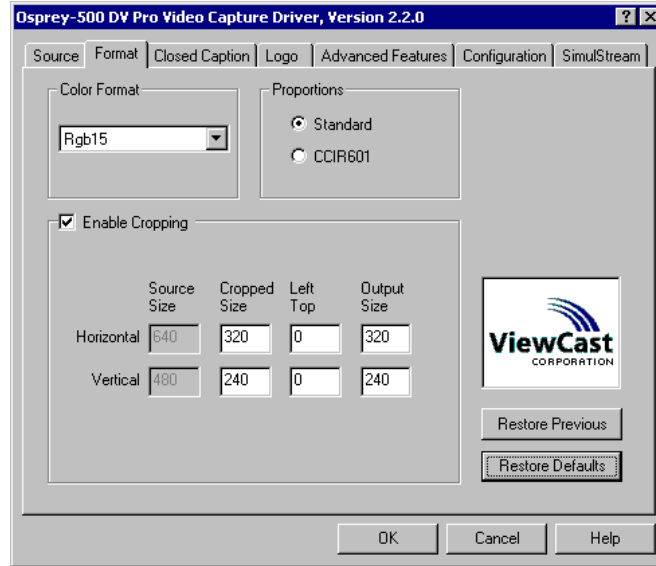 Osprey-500 DV Pro Video Capture Driver, Version 2.2.0
Source Format Closed Caption Logo Advanced Features Configuration SimulStream
Color Format
Rgb15
Proportions
Standard
CCIR601
Enable Cropping
Source Size Cropped Size Left Top Output Size
Horizontal 640 320 0 320
Vertical 480 240 0 240
ViewCast
CORPORATION
Restore Previous
Restore Defaults
OK Cancel Help